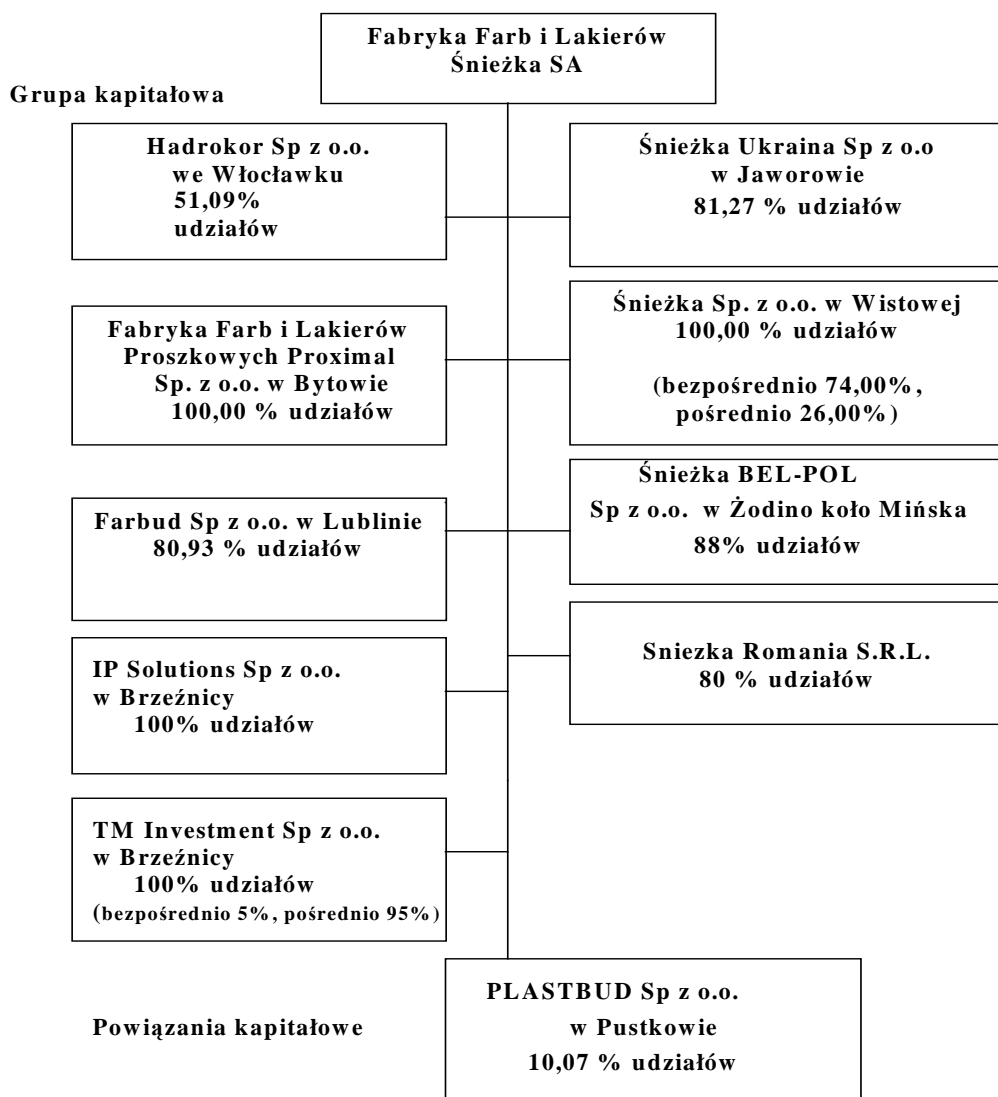 Fabryka Farb i Lakierów
Śnieżka SA
Grupa kapitałowa
Hadrokor Sp z o.o.
we Włocławku
51,09%
udziałów
Śnieżka Ukraina Sp z o.o
w Jaworowie
81,27 % udziałów
Fabryka Farb i Lakierów
Proszkowych Proximal
Sp. z o.o. w Bytowie
100,00 % udziałów
Śnieżka Sp. z o.o. w Wistowej
100,00 % udziałów
(bezpośrednio 74,00%,
pośrednio 26,00%)
Farbud Sp z o.o. w Lublinie
80,93 % udziałów
Śnieżka BEL-POL
Sp z o.o. w Żodino koło Mińska
88% udziałów
IP Solutions Sp z o.o.
w Brzeźnicy
100% udziałów
Sniezka Romania S.R.L.
80 % udziałów
TM Investment Sp z o.o.
w Brzeźnicy
100% udziałów
(bezpośrednio 5%, pośrednio 95%)
Powiązania kapitałowe
PLASTBUD Sp z o.o.
w Pustkowie
10,07 % udziałów